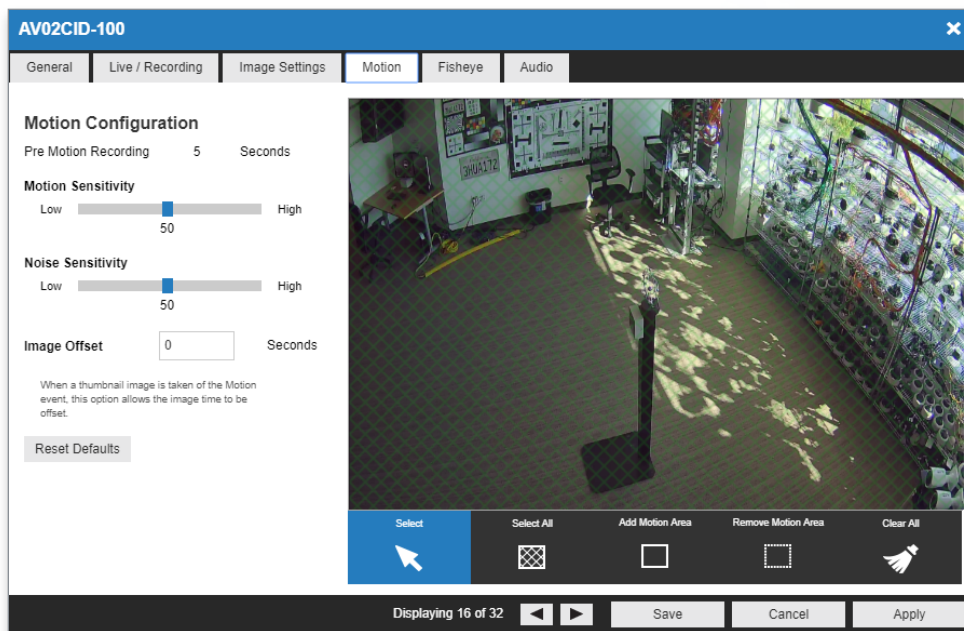 AV02CID-100
General
Live / Recording
Image Settings
Motion
Fisheye
Audio
Motion Configuration
Pre Motion Recording 5 Seconds
Motion Sensitivity
Low High
50
Noise Sensitivity
Low High
50
Image Offset 0 Seconds
When a thumbnail image is taken of the Motion
event, this option allows the image time to be
offset.
Reset Defaults
3HUA172
Select
Select All
Add Motion Area
Remove Motion Area
Clear All
Displaying 16 of 32
Save
Cancel
Apply